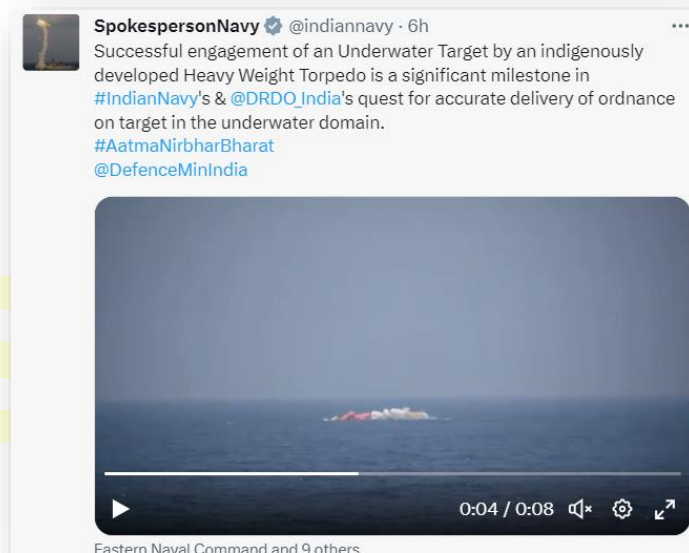 SpokespersonNavy @indiannavy · 6h
Successful engagement of an Underwater Target by an indigenously
developed Heavy Weight Torpedo is a significant milestone in
#IndianNavy's & @DRDO_India's quest for accurate delivery of ordnance
on target in the underwater domain.
#AatmaNirbharBharat
@DefenceMinIndia
0:04 / 0:08
Eastern Naval Command and 9 others